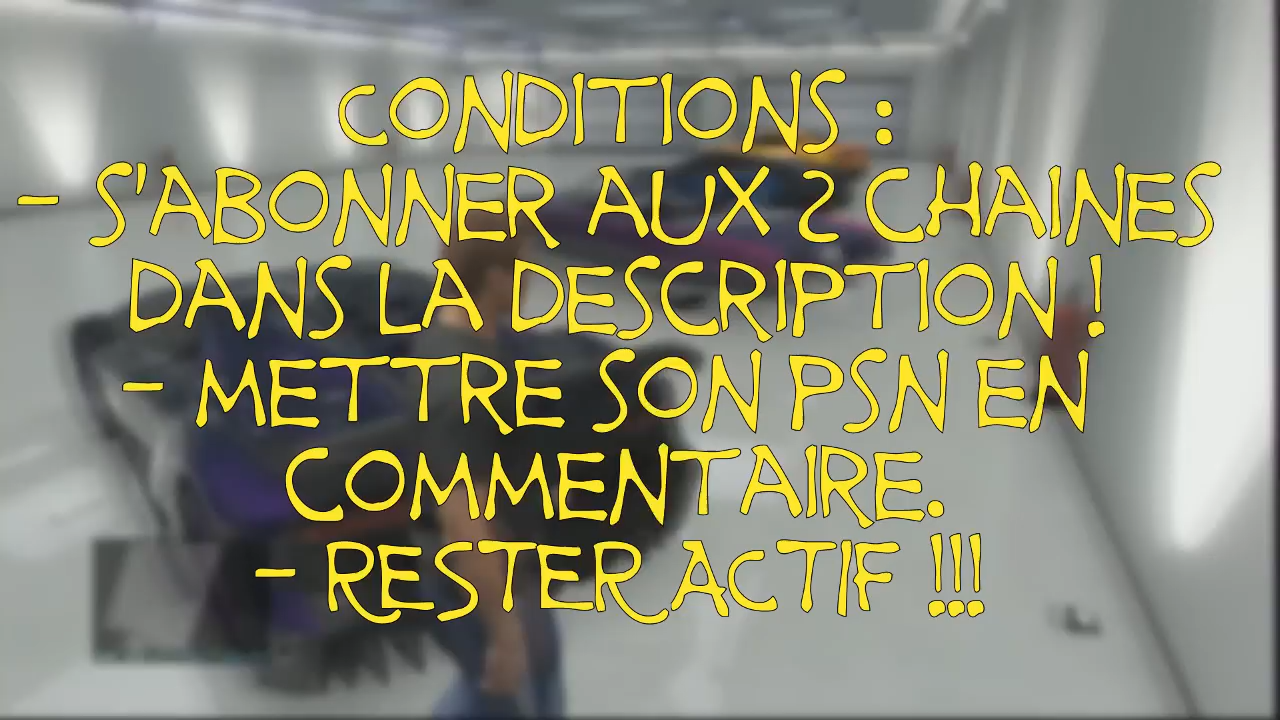 CONDITIONS :
- S'ABONNER AUX 2 CHAINES
DANS LA DESCRIPTION !
- METTRE SON PSN EN
COMMENTAIRE.
- RESTER ACTIF !!!